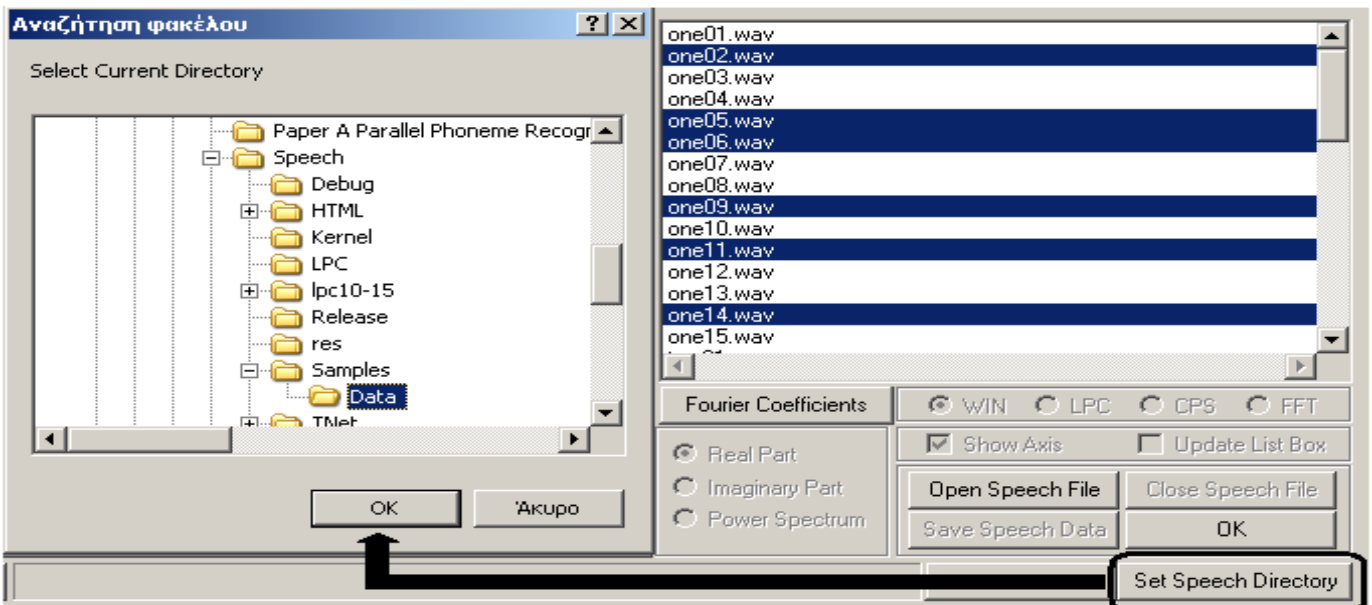 Αναζήτηση φακέλου
Select Current Directory
Paper A Parallel Phoneme Recogr
Speech
Debug
HTML
Kernel
LPC
lpc10-15
Release
res
Samples
Data
TNet
OK
Άκυρο
one01.wav
one02.wav
one03.wav
one04.wav
one05.wav
one06.wav
one07.wav
one08.wav
one09.wav
one10.wav
one11.wav
one12.wav
one13.wav
one14.wav
one15.wav
Fourier Coefficients
WIN LPC CPS FFT
Real Part
Imaginary Part
Power Spectrum
Show Axis Update List Box
Open Speech File Close Speech File
Save Speech Data OK
Set Speech Directory